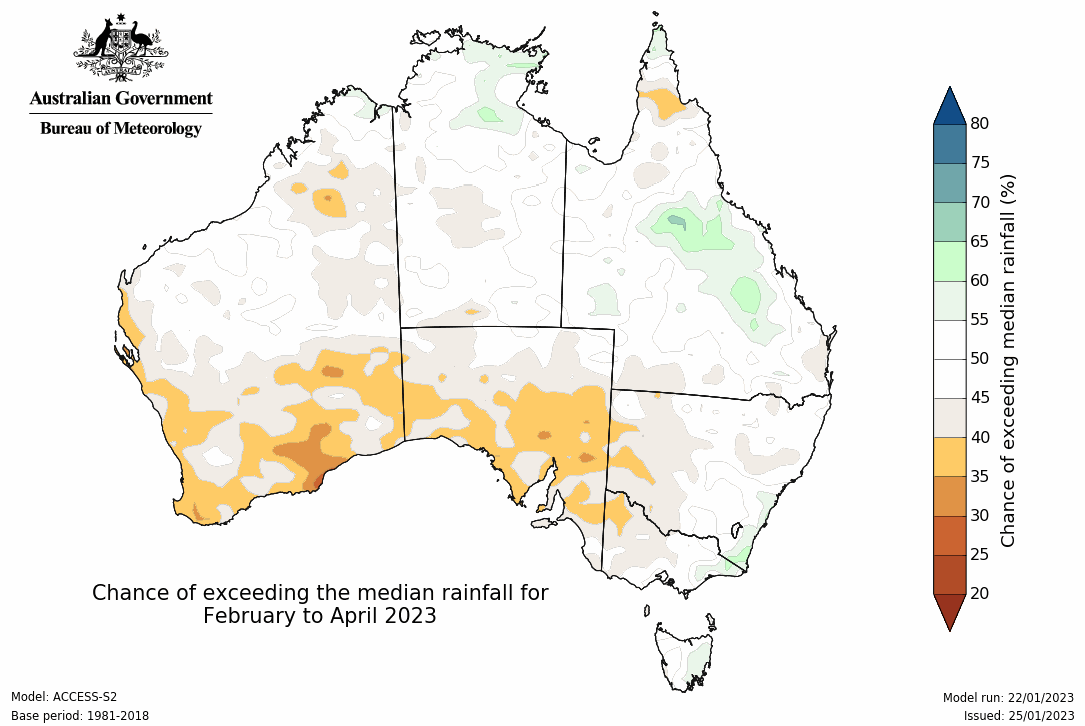 Australian Government
Bureau of Meteorology
80
75
70
65
60
55
50
45
40
35
30
25
20
Chance of exceeding median rainfall (%)
Chance of exceeding the median rainfall for
February to April 2023
Model: ACCESS-S2
Base period: 1981-2018
Model run: 22/01/2023
Issued: 25/01/2023